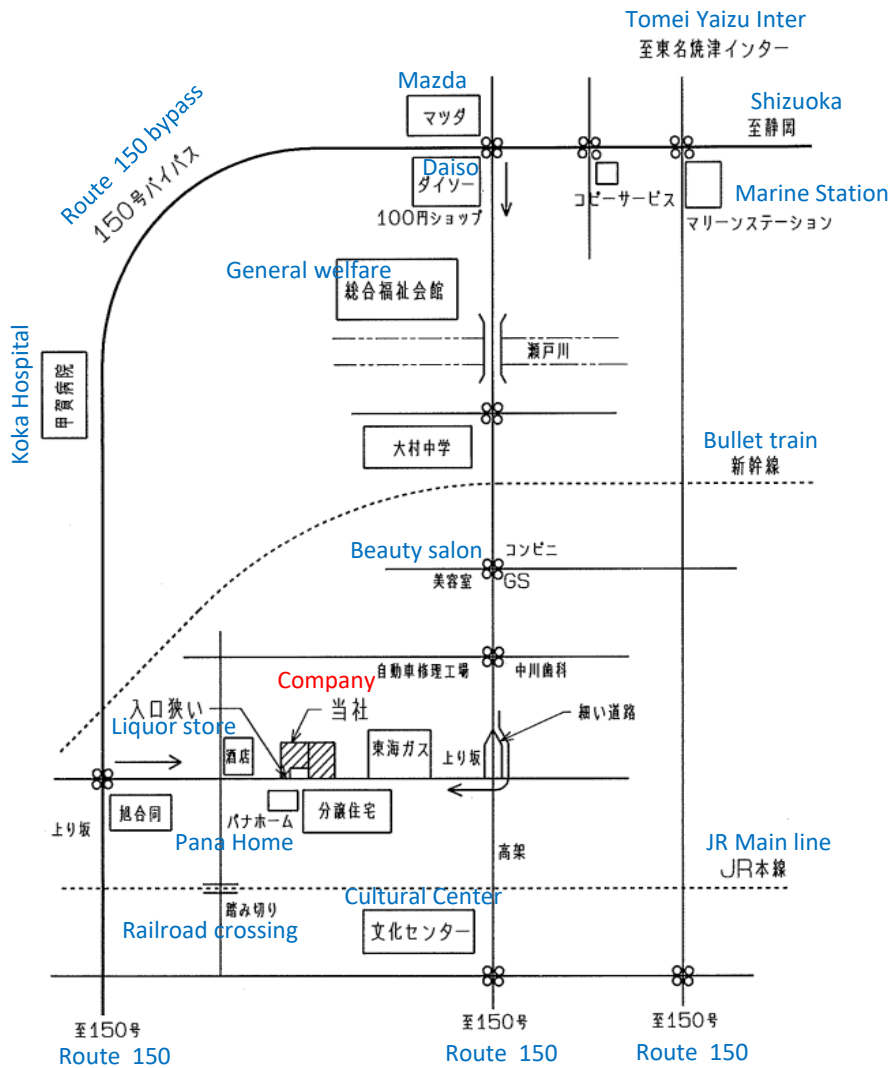 Tomei Yaizu Inter
至東名焼津インター
Mazda
マツダ
Shizuoka
至静岡
Route 150 bypass
150号バイパス
Daiso
ダイソー
100円ショップ
コピーサービス
Marine Station
マリーンステーション
General welfare
総合福祉会館
瀬戸川
Koka Hospital
甲賀病院
大村中学
Bullet train
新幹線
Beauty salon
コンビニ
美容室
GS
自動車修理工場
中川歯科
Company
入口狭い
当社
細い道路
Liquor store
酒店
東海ガス
上り坂
旭合同
上り坂
パナホーム
分譲住宅
Pana Home
高架
JR Main line
JR本線
Cultural Center
踏み切り
Railroad crossing
文化センター
至150号
至150号
至150号
Route 150
Route 150
Route 150